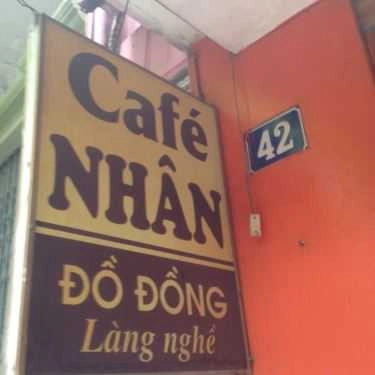 Café
NHÂN
ĐỒ ĐỒNG
Làng nghề
42